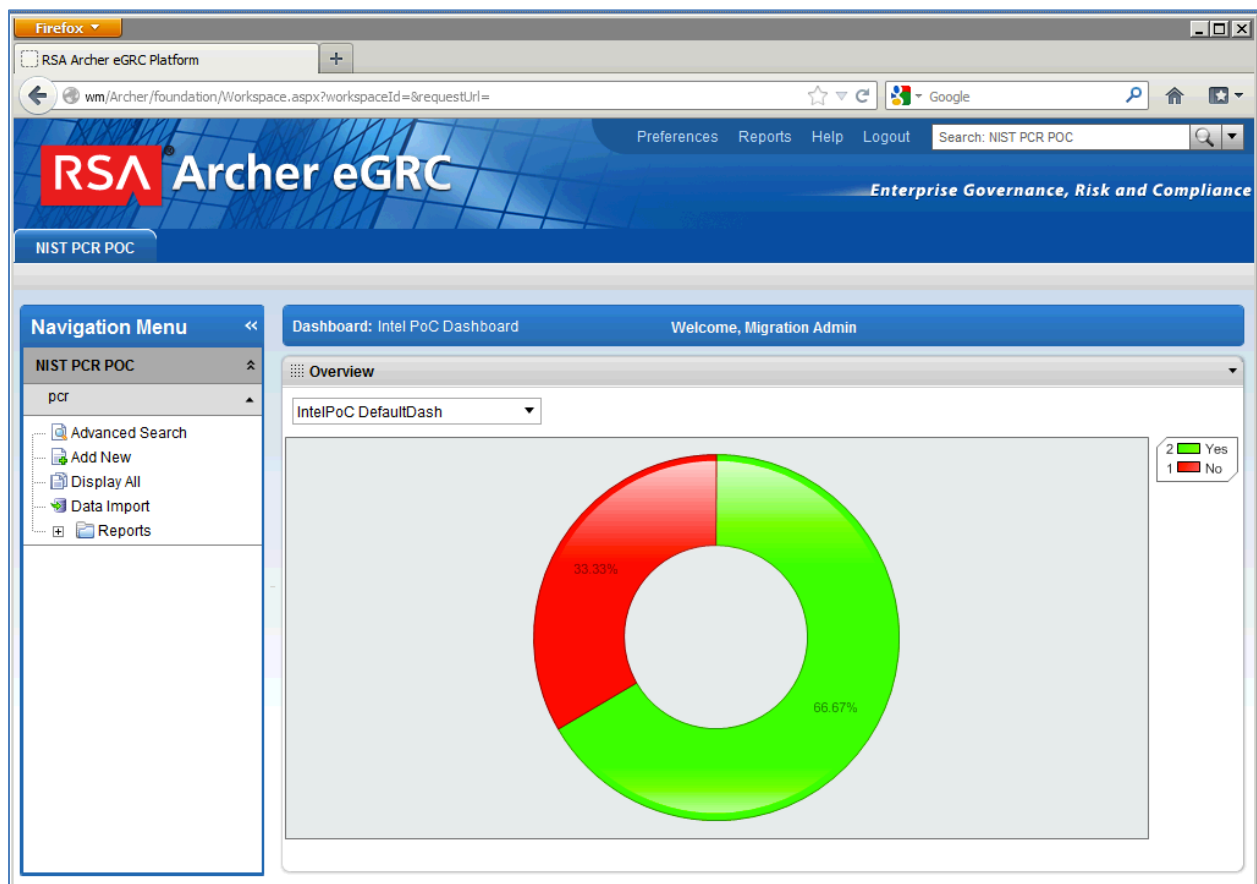 Firefox
RSA Archer eGRC Platform
wm/Archer/foundation/Workspace.aspx?workspaceId=&requestUrl=
Google
Preferences Reports Help Logout Search: NIST PCR POC
RSA® Archer eGRC
Enterprise Governance, Risk and Compliance
NIST PCR POC
Navigation Menu «
NIST PCR POC
pcr
Advanced Search
Add New
Display All
Data Import
Reports
Dashboard: Intel PoC Dashboard Welcome, Migration Admin
Overview
IntelPoC DefaultDash
2 Yes
1 No
33.33%
66.67%